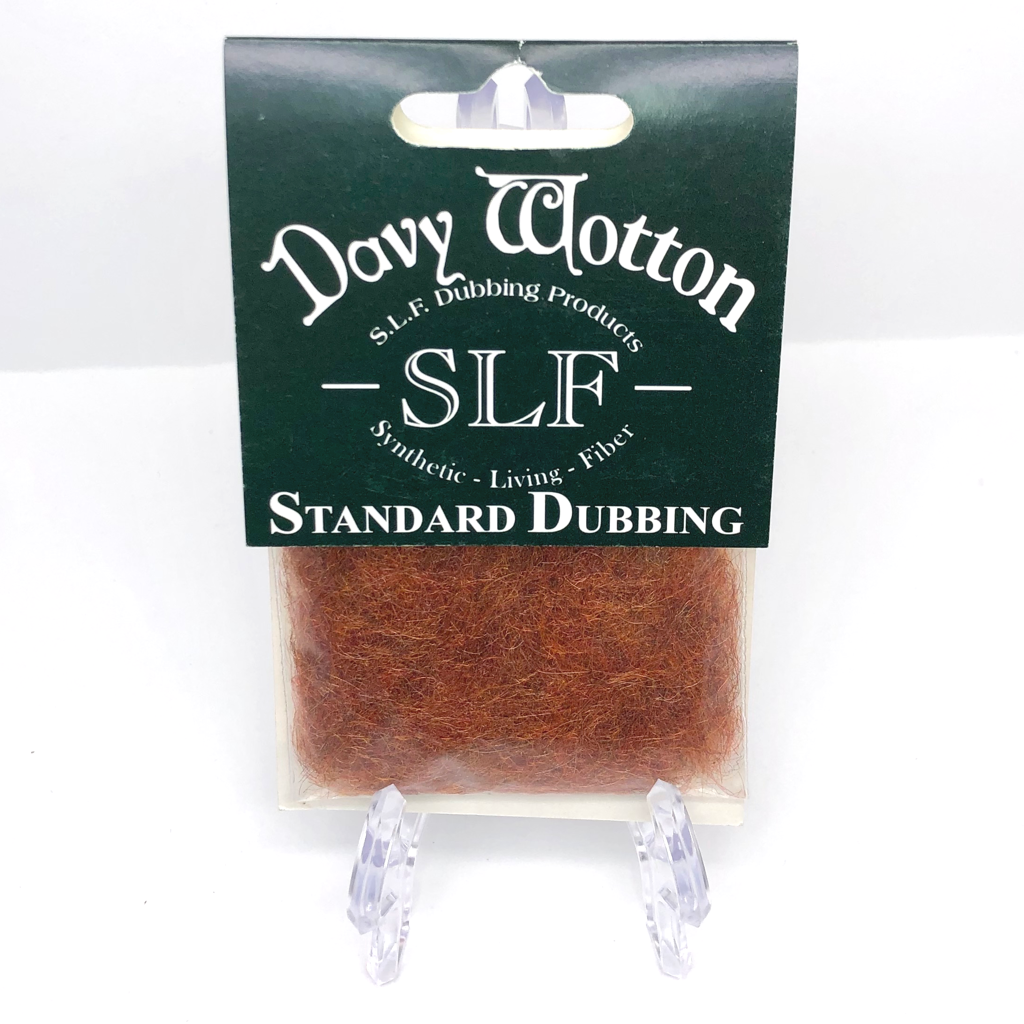 Davy Wotton
S.L.F. Dubbing Products
SLF
Synthetic - Living - Fiber
STANDARD DUBBING